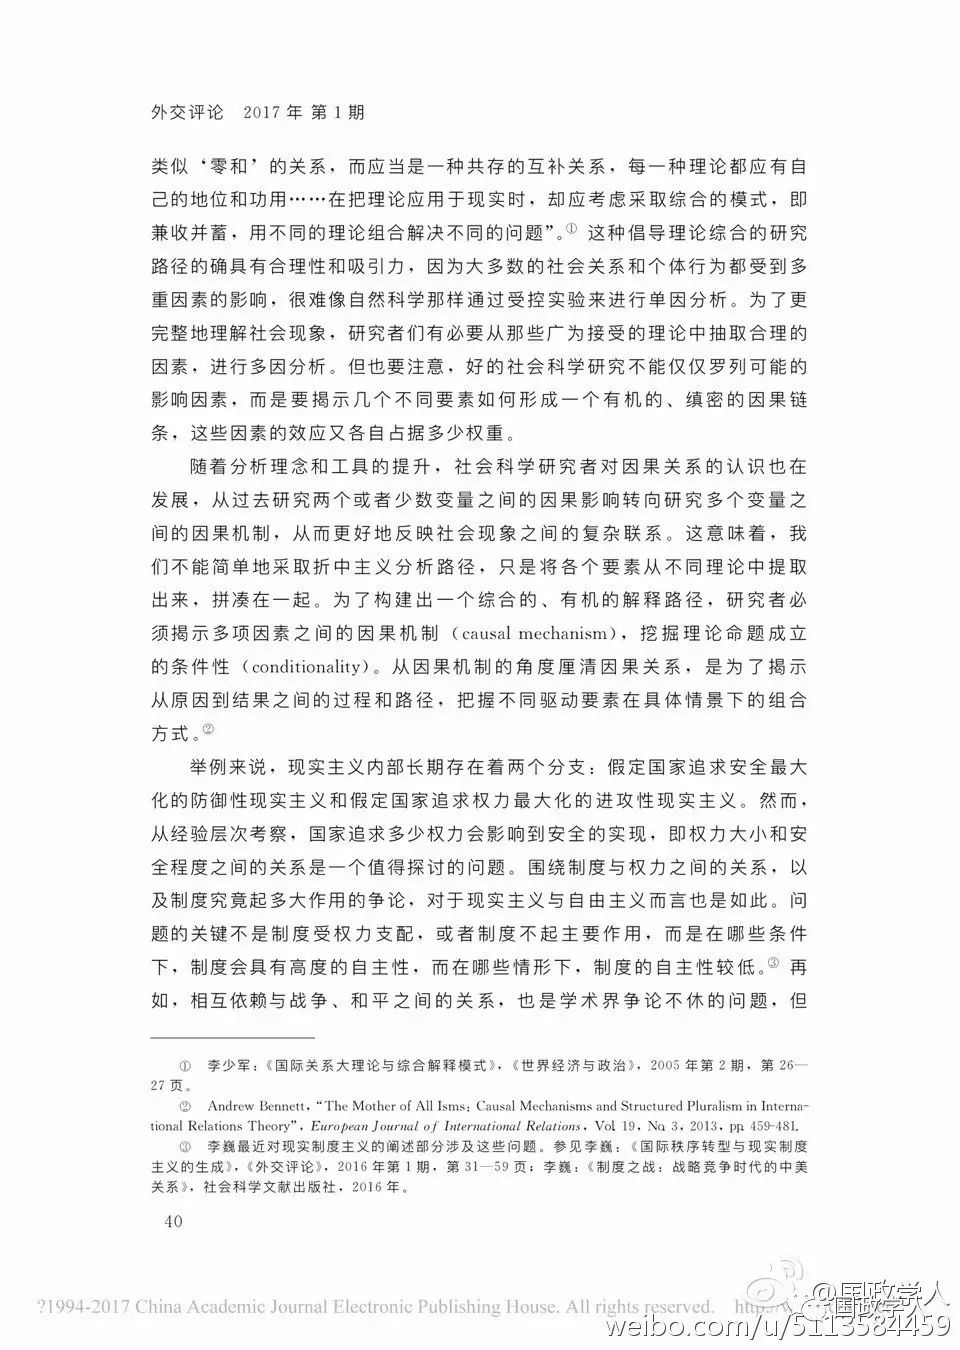 外交评论 2017 年 第 1 期
类似‘零和’的关系，而应当是一种共存的互补关系，每一种理论都应有自
己的地位和功用……在把理论应用于现实时，却应考虑采取综合的模式，即
兼收并蓄，用不同的理论组合解决不同的问题”。① 这种倡导理论综合的研究
路径的确具有合理性和吸引力，因为大多数的社会关系和个体行为都受到多
重因素的影响，很难像自然科学那样通过受控实验来进行单因分析。为了更
完整地理解社会现象，研究者们有必要从那些广为接受的理论中抽取合理的
因素，进行多因分析。但也要注意，好的社会科学研究不能仅仅罗列可能的
影响因素，而是要揭示几个不同要素如何形成一个有机的、缜密的因果链
条，这些因素的效应又各自占据多少权重。
随着分析理念和工具的提升，社会科学研究者对因果关系的认识也在
发展，从过去研究两个或者少数变量之间的因果影响转向研究多个变量之
间的因果机制，从而更好地反映社会现象之间的复杂联系。这意味着，我
们不能简单地采取折中主义分析路径，只是将各个要素从不同理论中提取
出来，拼凑在一起。为了构建出一个综合的、有机的解释路径，研究者必
须揭示多项因素之间的因果机制（causal mechanism），挖掘理论命题成立
的条件性（conditionality）。从因果机制的角度厘清因果关系，是为了揭示
从原因到结果之间的过程和路径，把握不同驱动要素在具体情景下的组合
方式。②
举例来说，现实主义内部长期存在着两个分支：假定国家追求安全最大
化的防御性现实主义和假定国家追求权力最大化的进攻性现实主义。然而，
从经验层次考察，国家追求多少权力会影响到安全的实现，即权力大小和安
全程度之间的关系是一个值得探讨的问题。围绕制度与权力之间的关系，以
及制度究竟起多大作用的争论，对于现实主义与自由主义而言也是如此。问
题的关键不是制度受权力支配，或者制度不起主要作用，而是在哪些条件
下，制度会具有高度的自主性，而在哪些情形下，制度的自主性较低。③ 再
如，相互依赖与战争、和平之间的关系，也是学术界争论不休的问题，但
① 李少军：《国际关系大理论与综合解释模式》，《世界经济与政治》，2005 年第 2 期，第 26—
27 页。
② Andrew Bennett, “The Mother of All Isms: Causal Mechanisms and Structured Pluralism in Interna-
tional Relations Theory”, European Journal of International Relations, Vol. 19, No. 3, 2013, pp. 459-481.
③ 李巍最近对现实制度主义的阐述部分涉及这些问题。参见李巍：《国际秩序转型与现实制度
主义的生成》，《外交评论》，2016 年第 1 期，第 31—59 页；李巍：《制度之战：战略竞争时代的中美
关系》，社会科学文献出版社，2016 年。
40
?1994-2017 China Academic Journal Electronic Publishing House. All rights reserved.
@国政学人
国政学人
weibo.com/u/5113584459